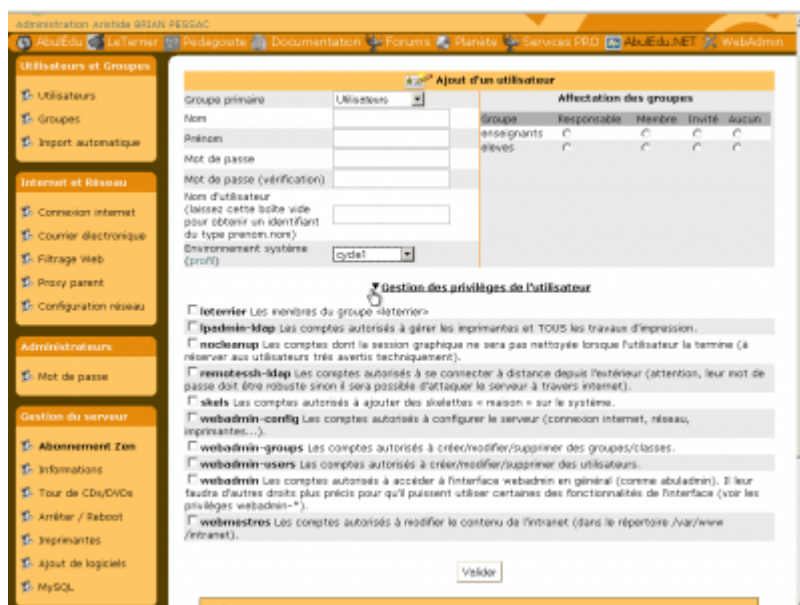 Administration Aristide BRIAN PESSAC
AbulÉdu LeTerrier Pédagosite Documentation Forums Planète Services PRO AbulEdu.NET WebAdmin
Utilisateurs et Groupes
Utilisateurs
Groupes
Import automatique
Internet et Réseau
Connexion internet
Courrier électronique
Filtrage Web
Proxy parent
Configuration réseau
Administrateurs
Mot de passe
Gestion du serveur
Abonnement Zen
Informations
Tour de CDs/DVDs
Arrêter / Reboot
Imprimantes
Ajout de logiciels
MySQL
Ajout d'un utilisateur
Groupe primaire Utilisateurs
Nom
Prénom
Mot de passe
Mot de passe (vérification)
Nom d'utilisateur
(laissez cette boîte vide
pour obtenir un identifiant
du type prenom.nom)
Environnement système
(profil) cycle1
Affectation des groupes
Groupe Responsable Membre Invité Aucun
enseignants
eleves
Gestion des privilèges de l'utilisateur
leterrier Les membres du groupe «leterrier»
lpadmin-ldap Les comptes autorisés à gérer les imprimantes et TOUS les travaux d'impression.
nocleanup Les comptes dont la session graphique ne sera pas nettoyée lorsque l'utilisateur la termine (à
réserver aux utilisateurs très avertis techniquement).
remotessh-ldap Les comptes autorisés à se connecter à distance depuis l'extérieur (attention, leur mot de
passe doit être robuste sinon il sera possible d'attaquer le serveur à travers internet).
skels Les comptes autorisés à ajouter des skelettes « maison » sur le système.
webadmin-config Les comptes autorisés à configurer le serveur (connexion internet, réseau,
imprimantes...).
webadmin-groups Les comptes autorisés à créer/modifier/supprimer des groupes/classes.
webadmin-users Les comptes autorisés à créer/modifier/supprimer des utilisateurs.
webadmin Les comptes autorisés à accéder à l'interface webadmin en général (comme abuladmin). Il leur
faudra d'autres droits plus précis pour qu'il puissent utiliser certaines des fonctionnalités de l'interface (voir les
privilèges webadmin-*).
webmestres Les comptes autorisés à modifier le contenu de l'intranet (dans le répertoire /var/www
/intranet).
Valider